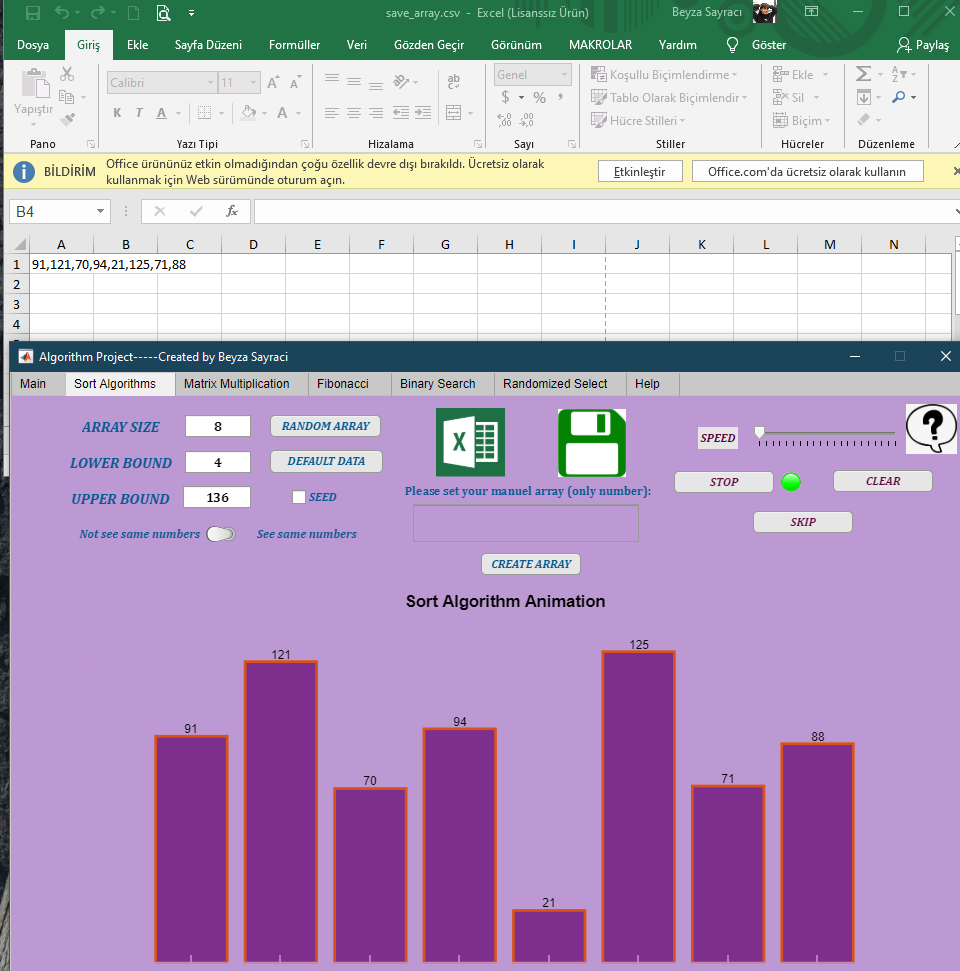 save_array.csv - Excel (Lisanssız Ürün)
Beyza Sayracı
Dosya Giriş Ekle Sayfa Düzeni Formüller Veri Gözden Geçir Görünüm MAKROLAR Yardım Göster Paylaş
Yapıştır
Calibri 11
K T A A
ab
Genel
$ % ,
Koşullu Biçimlendirme
Tablo Olarak Biçimlendir
Hücre Stilleri
Ekle
Sil
Biçim
Pano Yazı Tipi Hizalama Sayı Stiller Hücreler Düzenleme
BİLDİRİM
Office ürününüz etkin olmadığından çoğu özellik devre dışı bırakıldı. Ücretsiz olarak
kullanmak için Web sürümünde oturum açın.
Etkinleştir
Office.com'da ücretsiz olarak kullanın
B4
fx
A B C D E F G H I J K L M N
1 91,121,70,94,21,125,71,88
2
3
4
Algorithm Project-----Created by Beyza Sayraci
Main Sort Algorithms Matrix Multiplication Fibonacci Binary Search Randomized Select Help
ARRAY SIZE 8 RANDOM ARRAY
LOWER BOUND 4 DEFAULT DATA
UPPER BOUND 136 SEED
Not see same numbers See same numbers
X
Please set your manuel array (only number):
CREATE ARRAY
SPEED
?
STOP CLEAR
SKIP
Sort Algorithm Animation
91 121 70 94 21 125 71 88